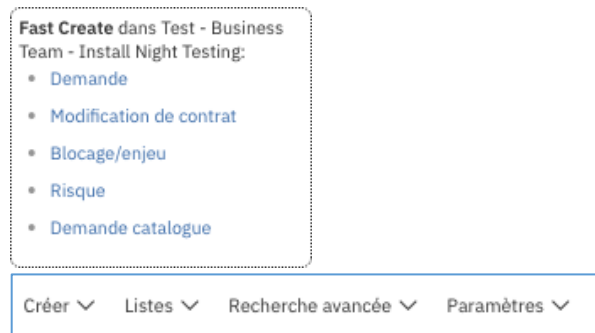 Fast Create dans Test - Business
Team - Install Night Testing:
Demande
Modification de contrat
Blocage/enjeu
Risque
Demande catalogue
Créer Listes Recherche avancée Paramètres